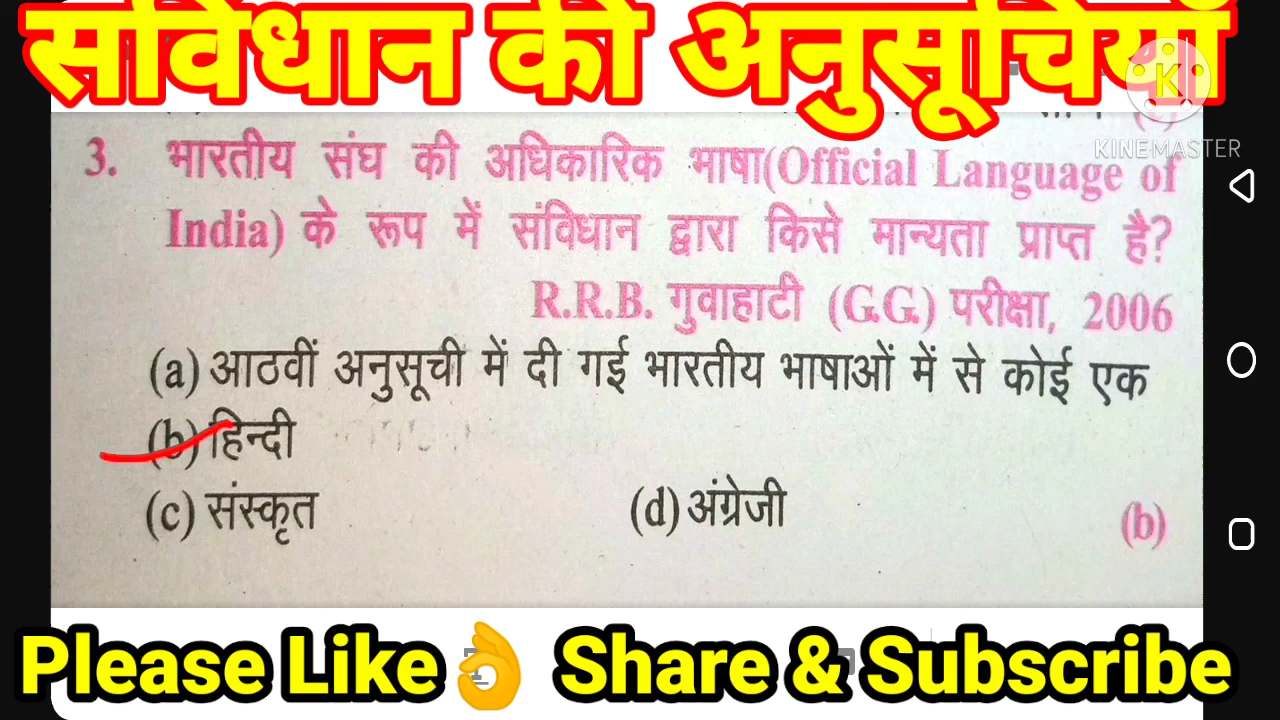 संविधान की अनुसूचियाँ
KINEMASTER
3. भारतीय संघ की अधिकारिक भाषा(Official Language of
India) के रूप में संविधान द्वारा किसे मान्यता प्राप्त है?
R.R.B. गुवाहाटी (G.G.) परीक्षा, 2006
(a) आठवीं अनुसूची में दी गई भारतीय भाषाओं में से कोई एक
(b) हिन्दी
(c) संस्कृत (d) अंग्रेजी (b)
Please Like👌 Share & Subscribe